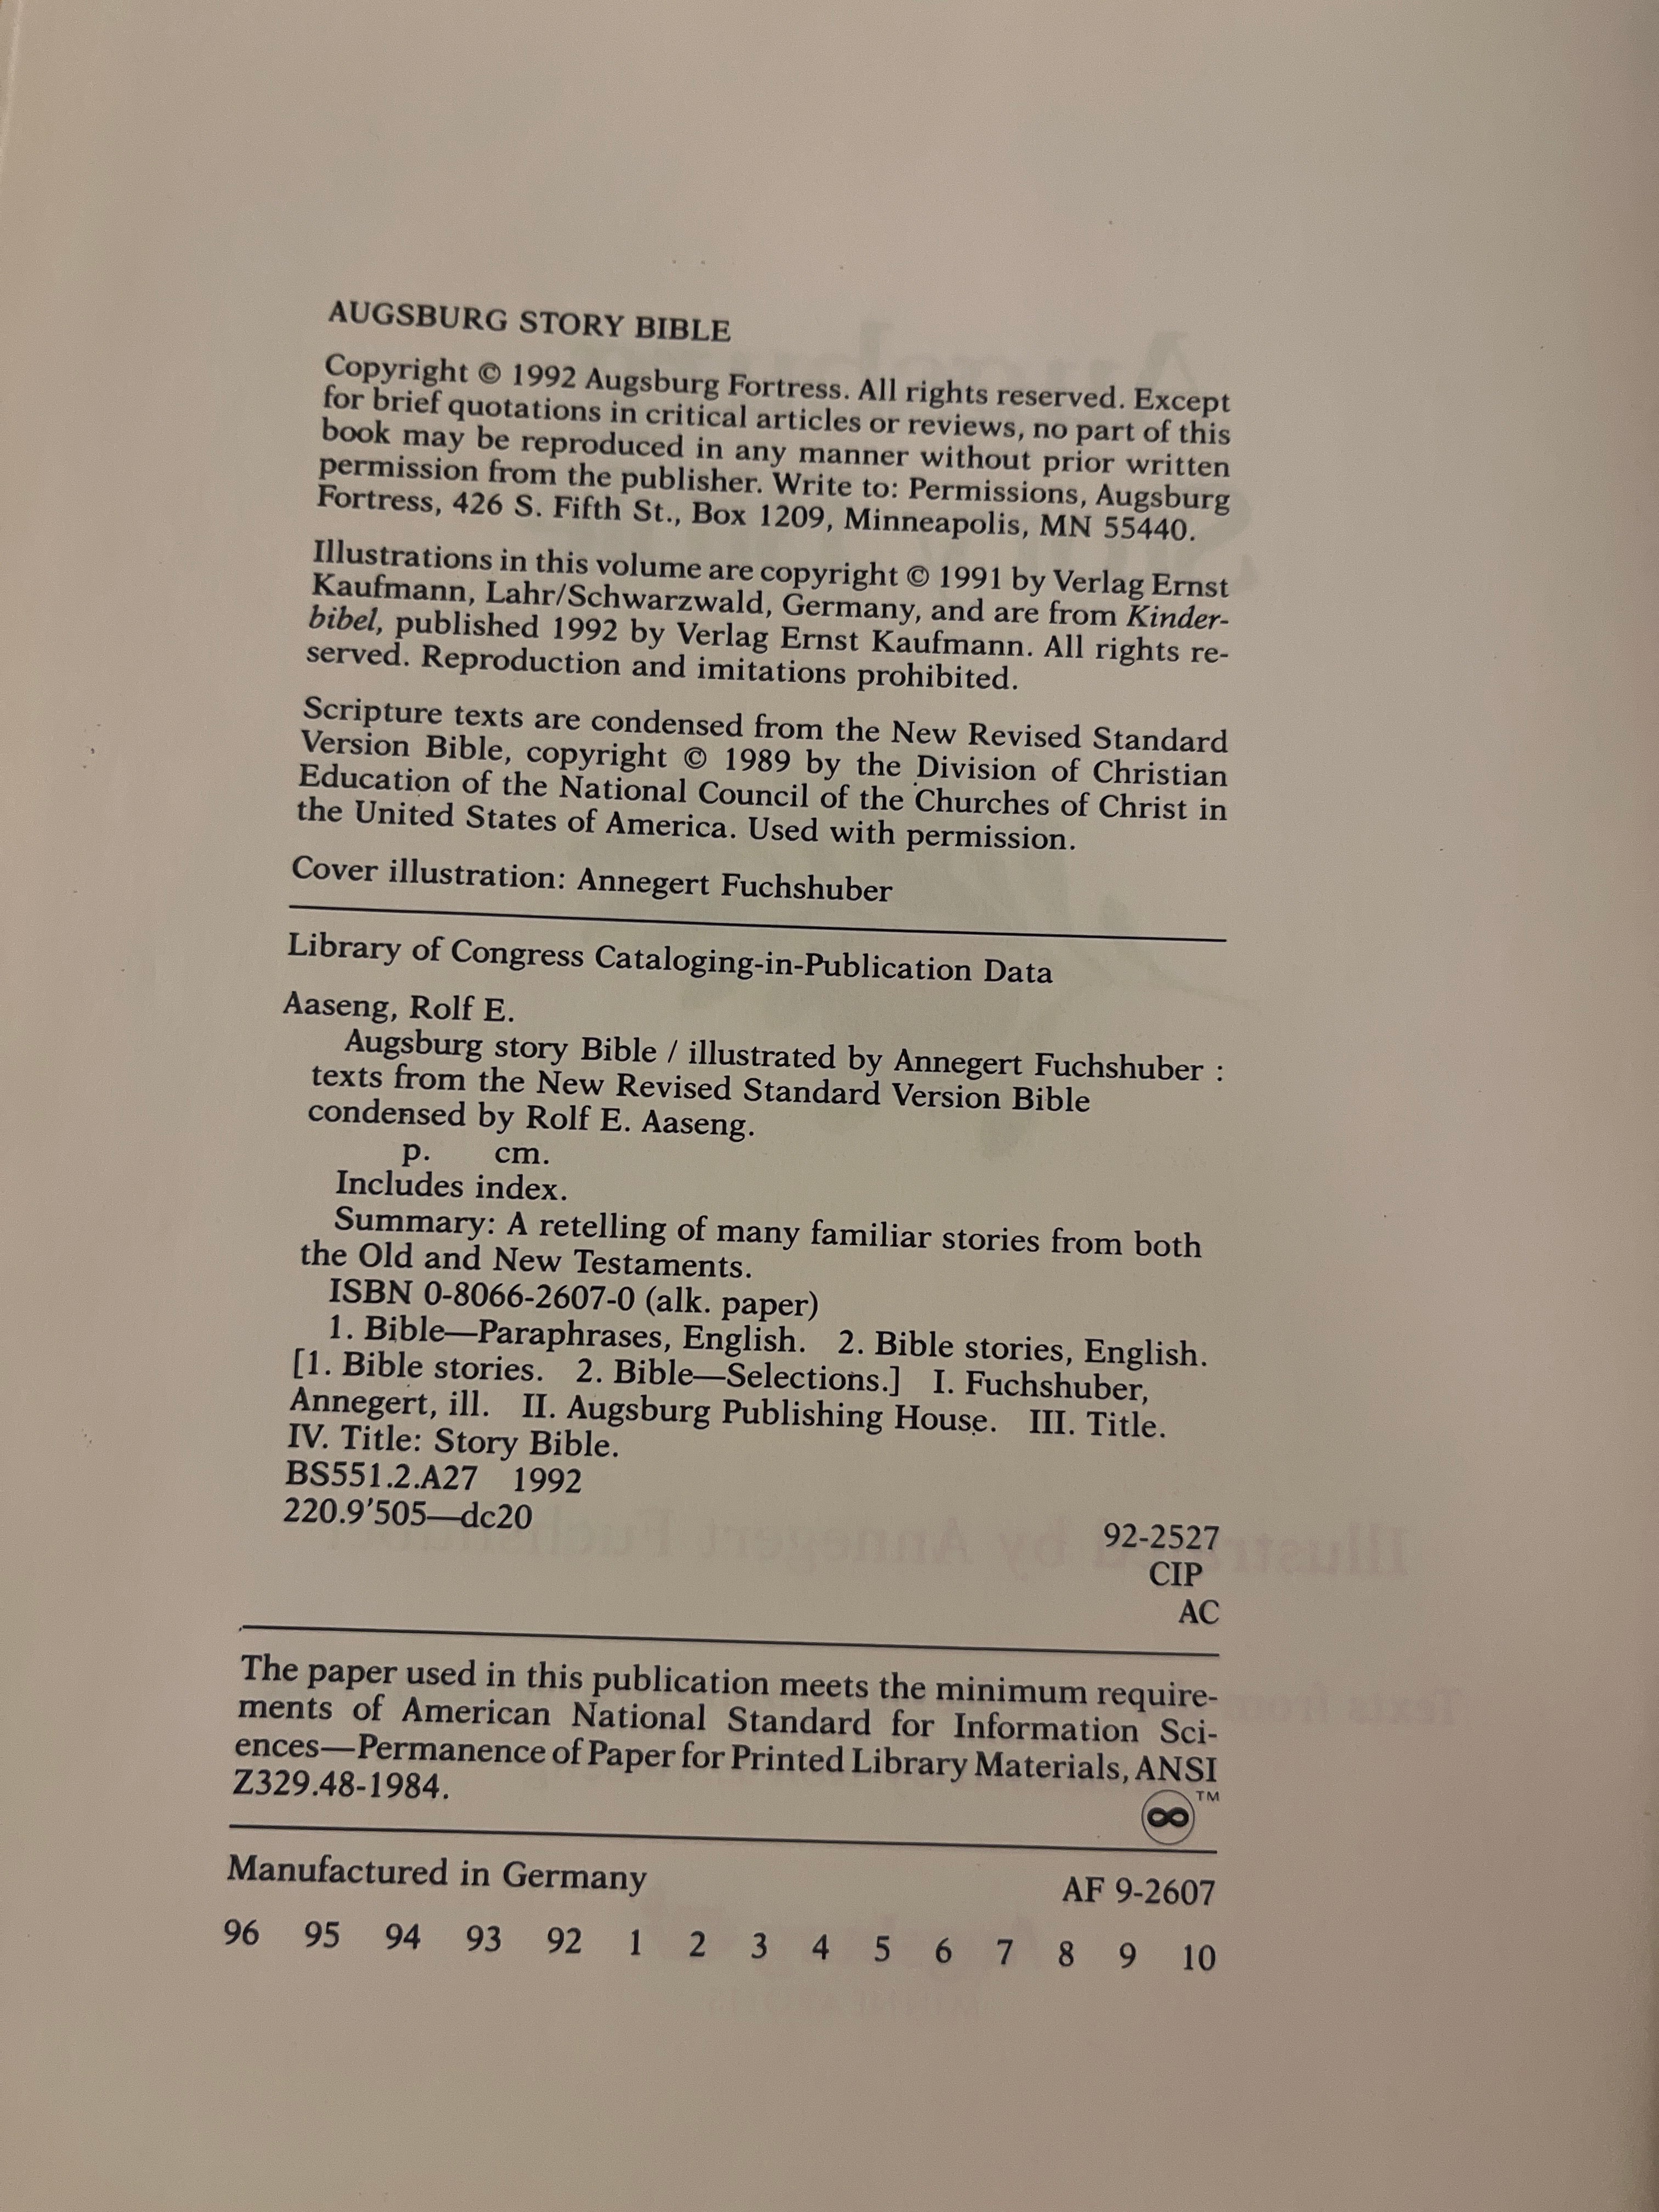 AUGSBURG STORY BIBLE
Copyright © 1992 Augsburg Fortress. All rights reserved. Except
for brief quotations in critical articles or reviews, no part of this
book may be reproduced in any manner without prior written
permission from the publisher. Write to: Permissions, Augsburg
Fortress, 426 S. Fifth St., Box 1209, Minneapolis, MN 55440.
Illustrations in this volume are copyright © 1991 by Verlag Ernst
Kaufmann, Lahr/Schwarzwald, Germany, and are from Kinder-
bibel, published 1992 by Verlag Ernst Kaufmann. All rights re-
served. Reproduction and imitations prohibited.
Scripture texts are condensed from the New Revised Standard
Version Bible, copyright © 1989 by the Division of Christian
Education of the National Council of the Churches of Christ in
the United States of America. Used with permission.
Cover illustration: Annegert Fuchshuber
Library of Congress Cataloging-in-Publication Data
Aaseng, Rolf E.
Augsburg story Bible / illustrated by Annegert Fuchshuber :
texts from the New Revised Standard Version Bible
condensed by Rolf E. Aaseng.
p. cm.
Includes index.
Summary: A retelling of many familiar stories from both
the Old and New Testaments.
ISBN 0-8066-2607-0 (alk. paper)
1. Bible—Paraphrases, English. 2. Bible stories, English.
[1. Bible stories. 2. Bible—Selections.] I. Fuchshuber,
Annegert, ill. II. Augsburg Publishing House. III. Title.
IV. Title: Story Bible.
BS551.2.A27 1992
220.9'505—dc20
92-2527
CIP
AC
The paper used in this publication meets the minimum require-
ments of American National Standard for Information Sci-
ences—Permanence of Paper for Printed Library Materials, ANSI
Z329.48-1984.
∞™
Manufactured in Germany AF 9-2607
96 95 94 93 92 1 2 3 4 5 6 7 8 9 10